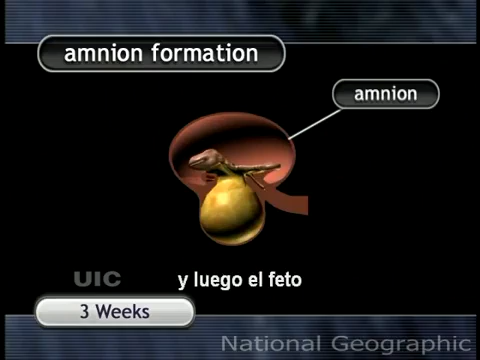 amnion formation
amnion
UIC
y luego el feto
3 Weeks
National Geographic